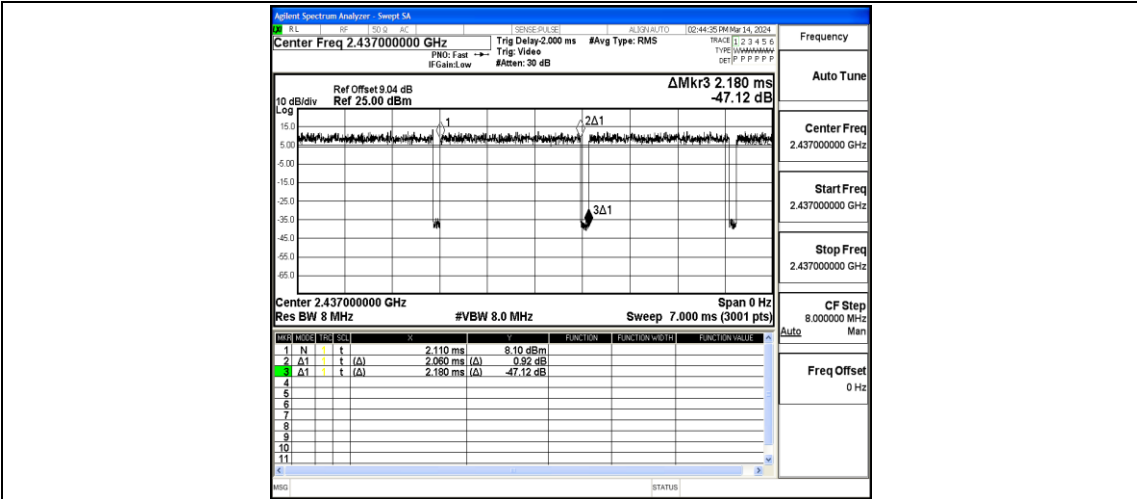 Agilent Spectrum Analyzer - Swept SA
RL RF 50 Ω AC SENSE:PULSE ALIGN AUTO 02:44:35 PM Mar 14, 2024
Center Freq 2.437000000 GHz
PNO: Fast
IFGain:Low
Trig Delay-2.000 ms
Trig: Video
#Atten: 30 dB
#Avg Type: RMS
TRACE 1 2 3 4 5 6
TYPE
DET P P P P P P
ΔMkr3 2.180 ms
-47.12 dB
Ref Offset 9.04 dB
10 dB/div Ref 25.00 dBm
Log
15.0
5.00
-5.00
-15.0
-25.0
-35.0
-45.0
-55.0
-65.0
1
2Δ1
3Δ1
Center 2.437000000 GHz Span 0 Hz
Res BW 8 MHz #VBW 8.0 MHz Sweep 7.000 ms (3001 pts)
MKR MODE TRC SCL X Y FUNCTION FUNCTION WIDTH FUNCTION VALUE
1 N 1 t 2.110 ms 8.10 dBm
2 Δ1 1 t (Δ) 2.060 ms (Δ) 0.92 dB
3 Δ1 1 t (Δ) 2.180 ms (Δ) -47.12 dB
4
5
6
7
8
9
10
11
MSG STATUS
Frequency
Auto Tune
Center Freq
2.437000000 GHz
Start Freq
2.437000000 GHz
Stop Freq
2.437000000 GHz
CF Step
8.000000 MHz
Auto Man
Freq Offset
0 Hz